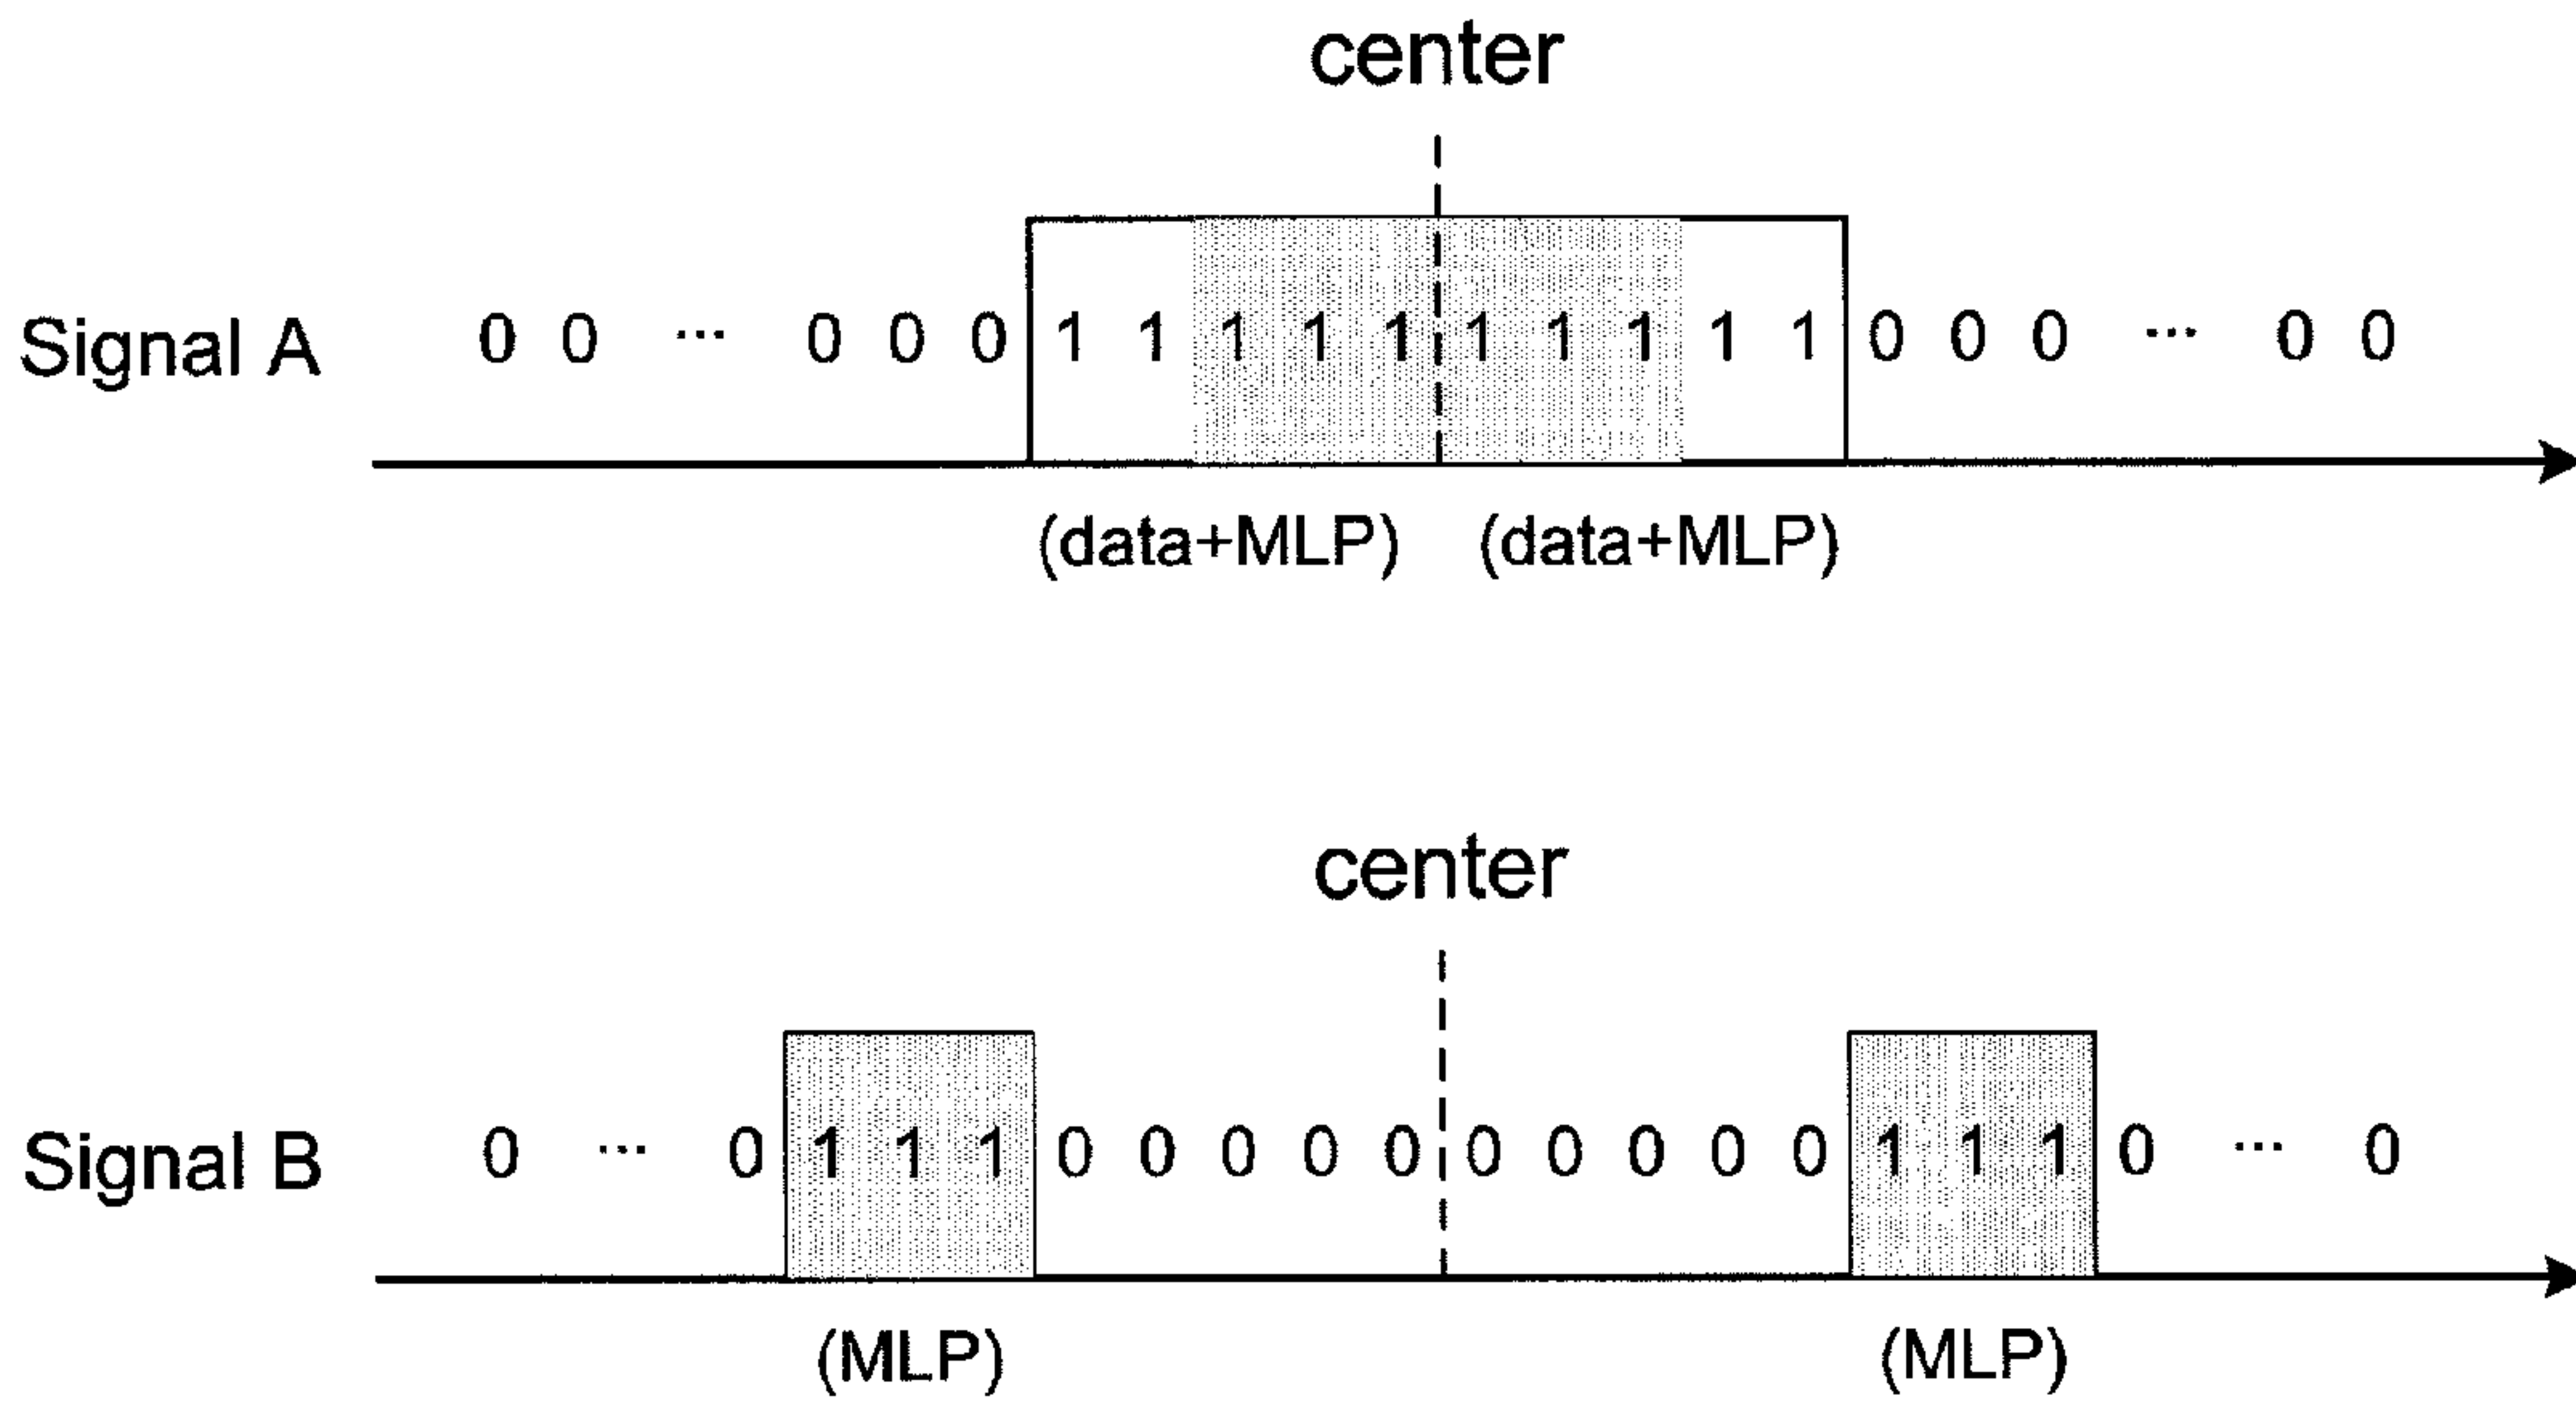 center
Signal A 0 0 ... 0 0 0 1 1 1 1 1 1 1 1 1 1 0 0 0 ... 0 0
(data+MLP) (data+MLP)
center
Signal B 0 ... 0 1 1 1 0 0 0 0 0 0 0 0 0 0 1 1 1 0 ... 0
(MLP) (MLP)